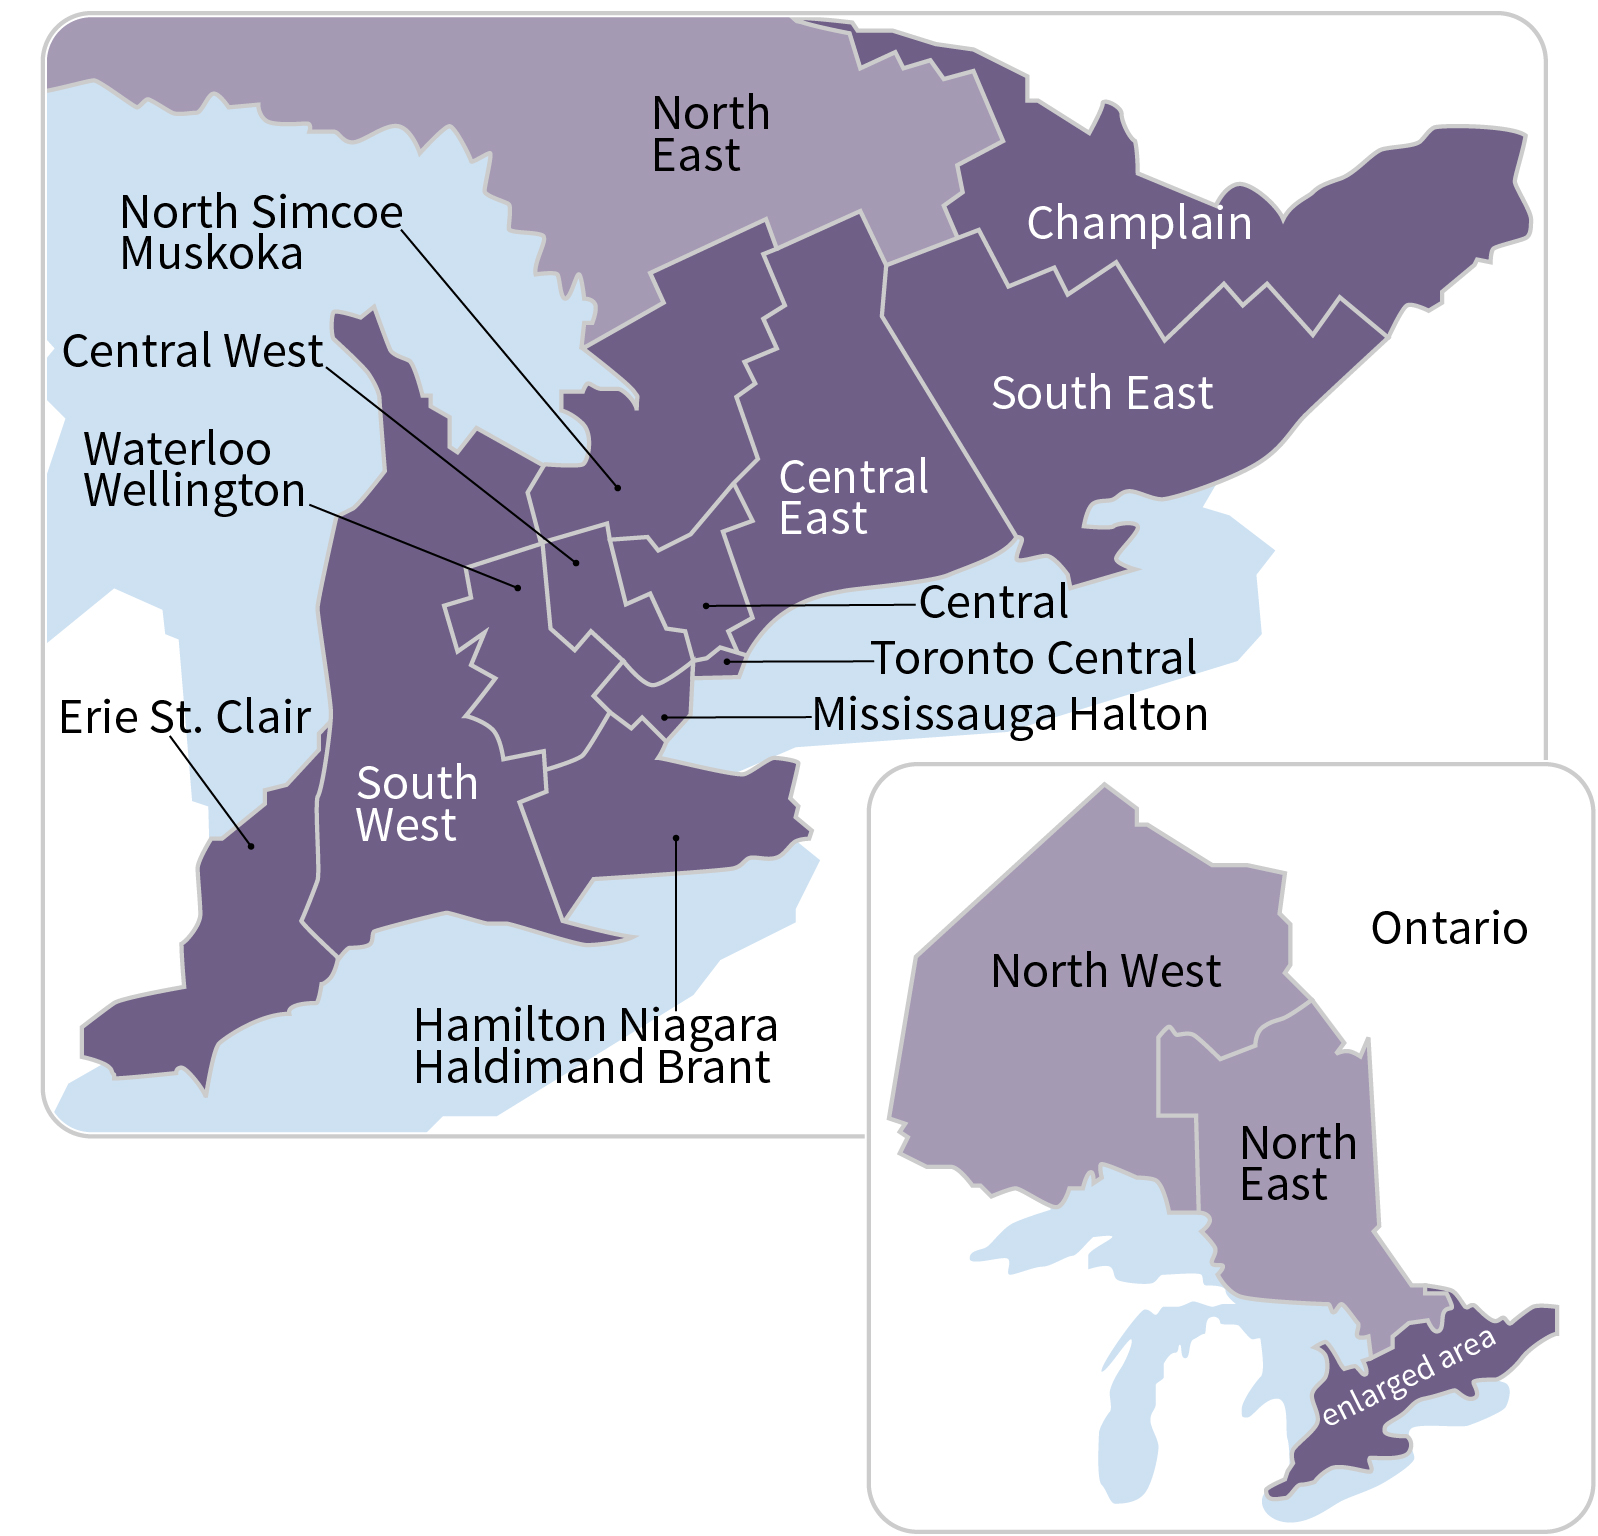 North
East
North Simcoe
Muskoka
Champlain
Central West
South East
Waterloo
Wellington
Central
East
Central
Toronto Central
Mississauga Halton
Erie St. Clair
South
West
Hamilton Niagara
Haldimand Brant
Ontario
North West
North
East
enlarged area